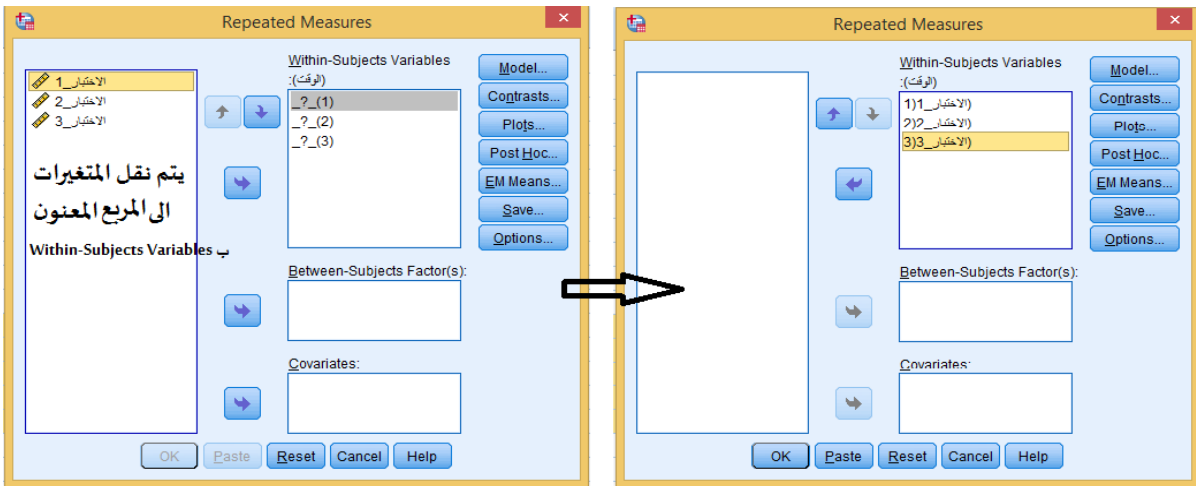 Repeated Measures
الاختبار_1
الاختبار_2
الاختبار_3
يتم نقل المتغيرات
الى المربع المعنون
ب Within-Subjects Variables
Within-Subjects Variables
(الوقت):
_?_(1)
_?_(2)
_?_(3)
Between-Subjects Factor(s):
Covariates:
Model...
Contrasts...
Plots...
Post Hoc...
EM Means...
Save...
Options...
OK
Paste
Reset
Cancel
Help
Repeated Measures
Within-Subjects Variables
(الوقت):
1)الاختبار_1)
2)الاختبار_2)
3)الاختبار_3)
Between-Subjects Factor(s):
Covariates:
Model...
Contrasts...
Plots...
Post Hoc...
EM Means...
Save...
Options...
OK
Paste
Reset
Cancel
Help